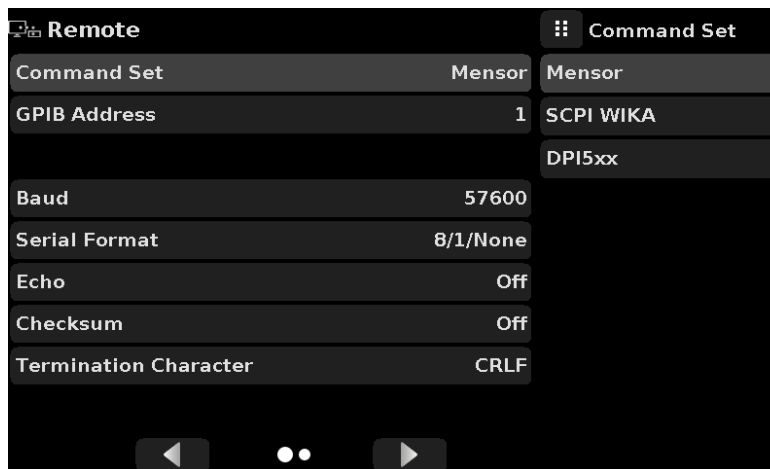 Remote
Command Set Mensor
GPIB Address 1
Baud 57600
Serial Format 8/1/None
Echo Off
Checksum Off
Termination Character CRLF
Command Set
Mensor
SCPI WIKA
DPI5xx